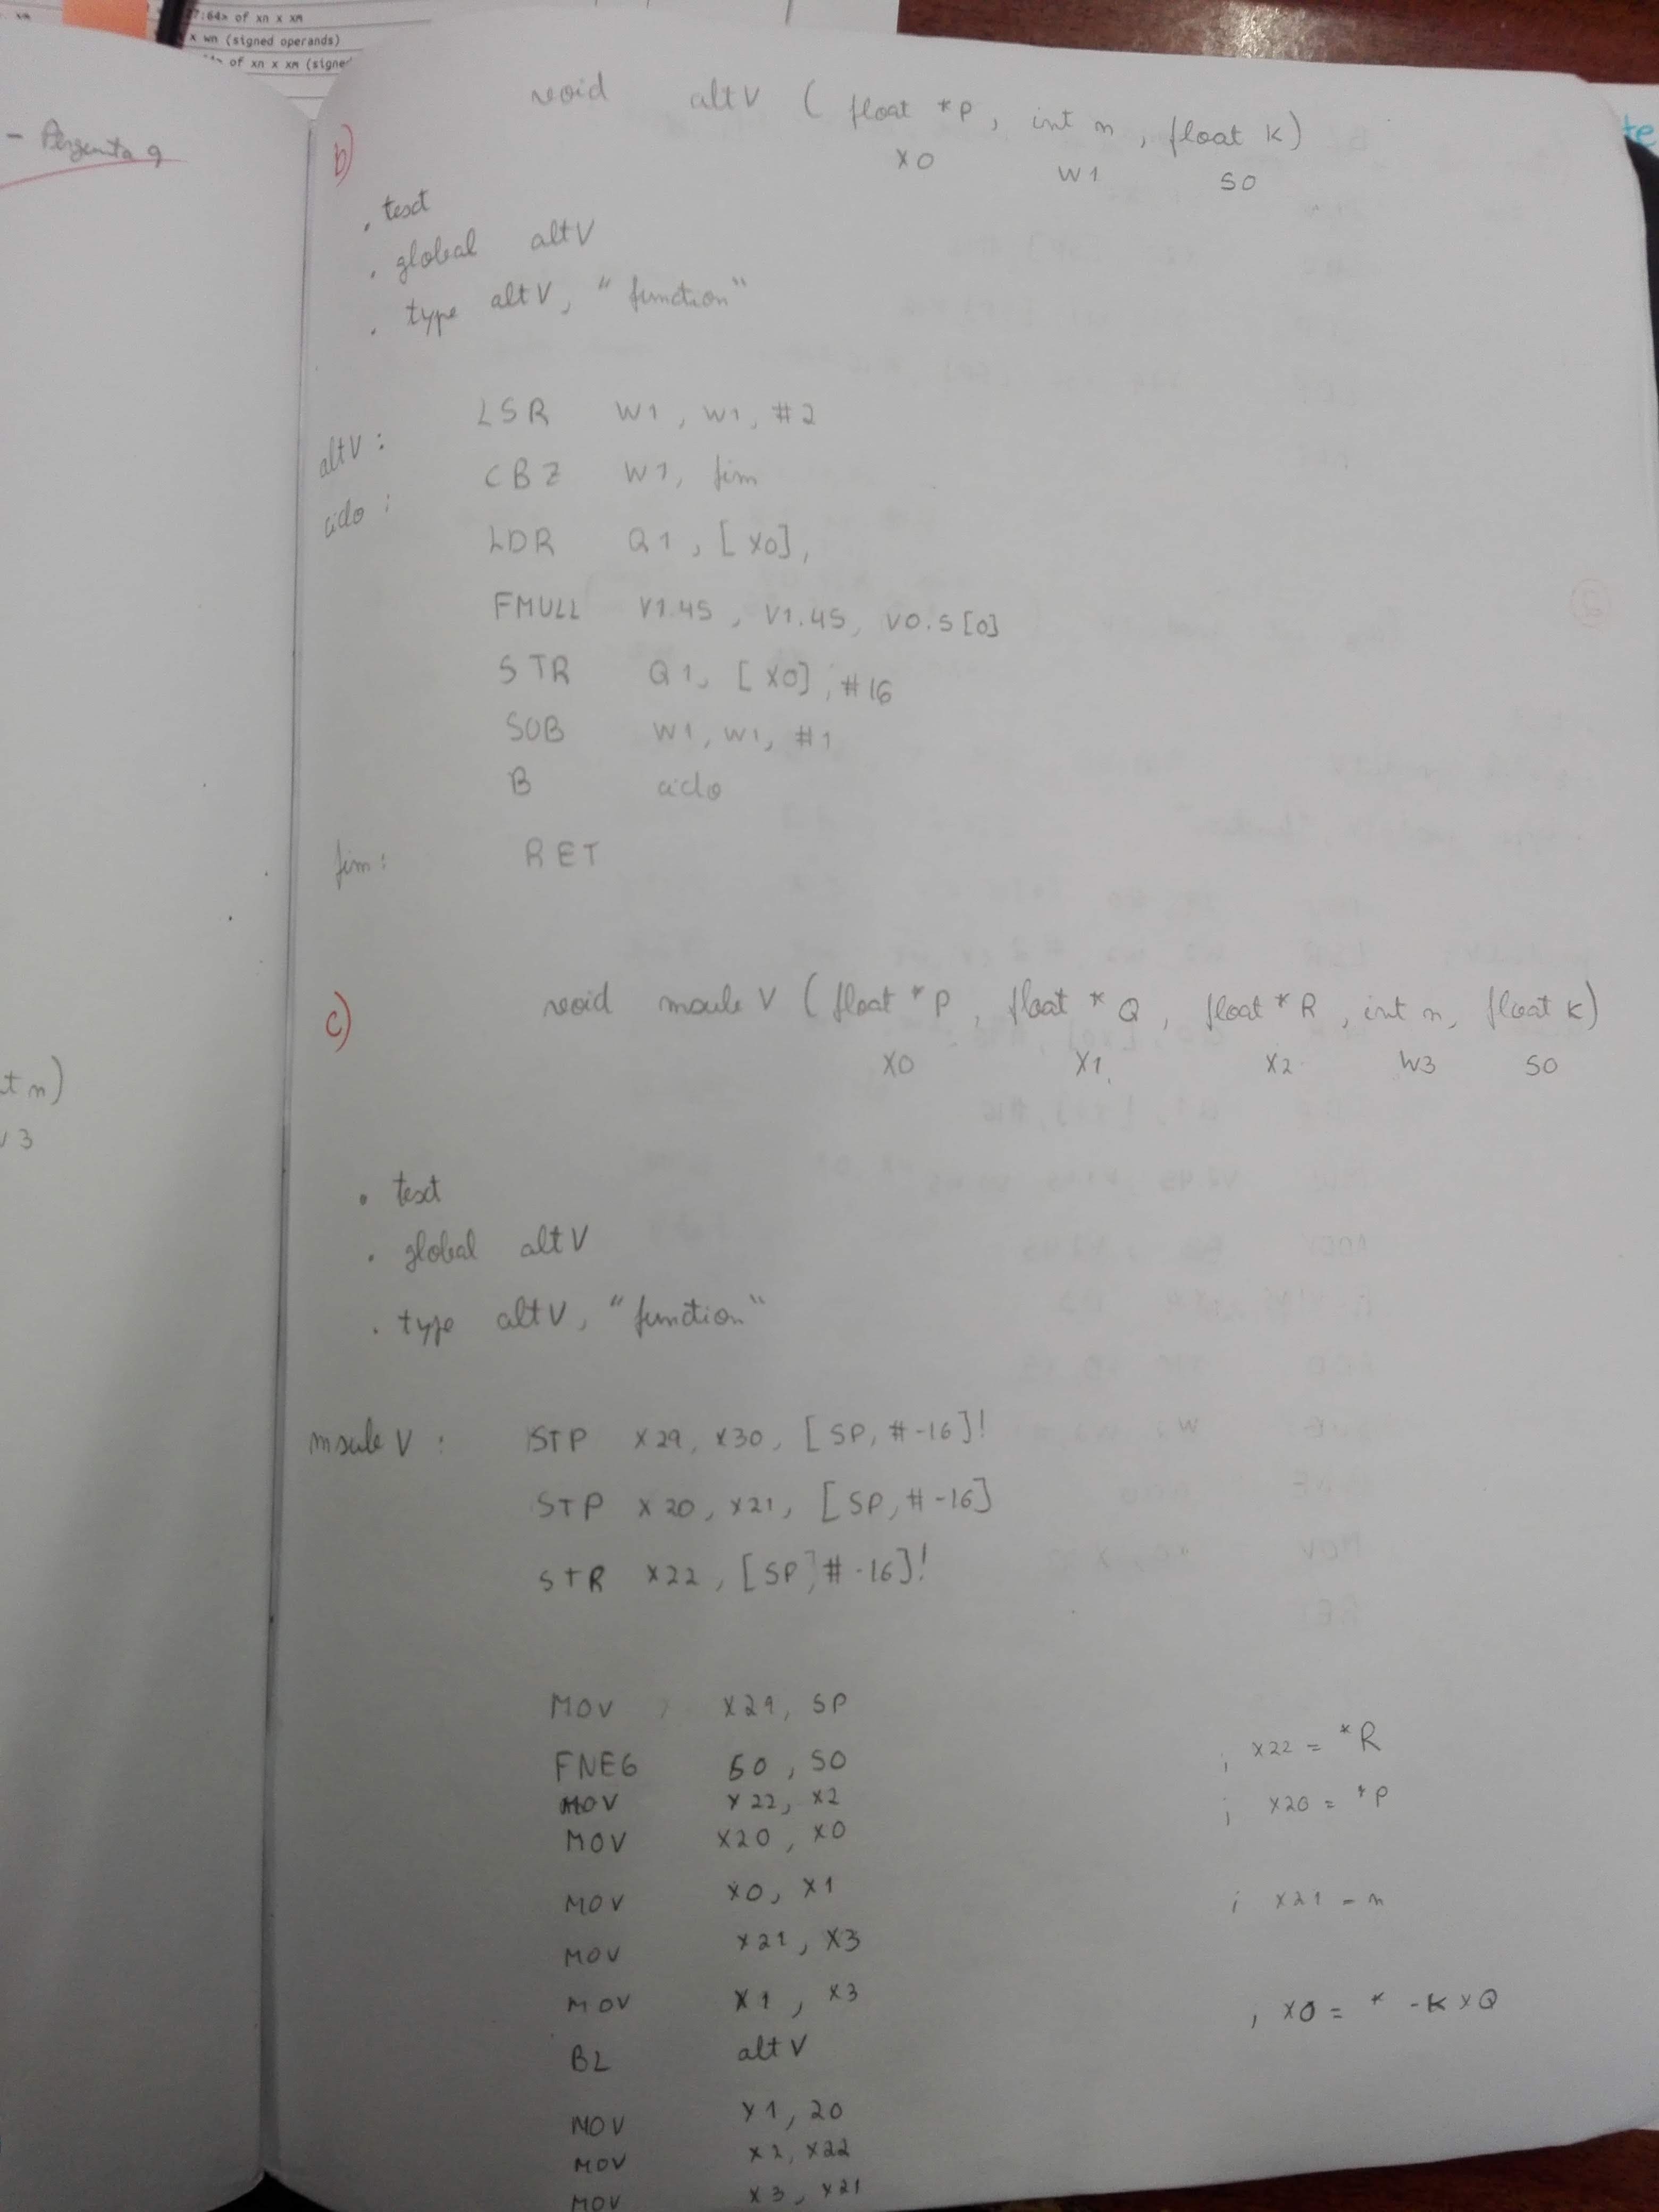 7:64> of xn x xm
x wn (signed operands)
of xn x xm (signe
- Pergunta 9
b) void altV ( float *P, int n, float K)
X0 W1 S0
. text
. global altV
. type altV, "function"
altV: LSR W1, W1, #2
ciclo: CBZ W1, fim
LDR Q1, [X0],
FMULL V1.4S, V1.4S, V0.S[0]
STR Q1, [X0], #16
SUB W1, W1, #1
B ciclo
fim: RET
t n)
3
c) void msuleV (float *P, float *Q, float *R, int n, float K)
X0 X1 X2 W3 S0
. text
. global altV
. type altV, "function"
msuleV: STP X29, X30, [SP, #-16]!
STP X20, X21, [SP, #-16]
STR X22, [SP, #-16]!
MOV X29, SP
FNEG S0, S0 ; X22 = *R
MOV X22, X2
MOV X20, X0 ; X20 = *P
MOV X0, X1
MOV X21, X3 ; X21 = n
MOV X1, X3
BL altV ; X0 = * -K x Q
MOV X1, 20
MOV X2, X22
MOV X3, X21